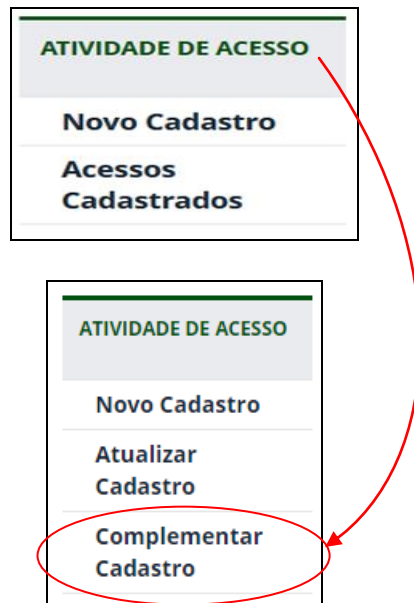 ATIVIDADE DE ACESSO
Novo Cadastro
Acessos
Cadastrados
ATIVIDADE DE ACESSO
Novo Cadastro
Atualizar
Cadastro
Complementar
Cadastro